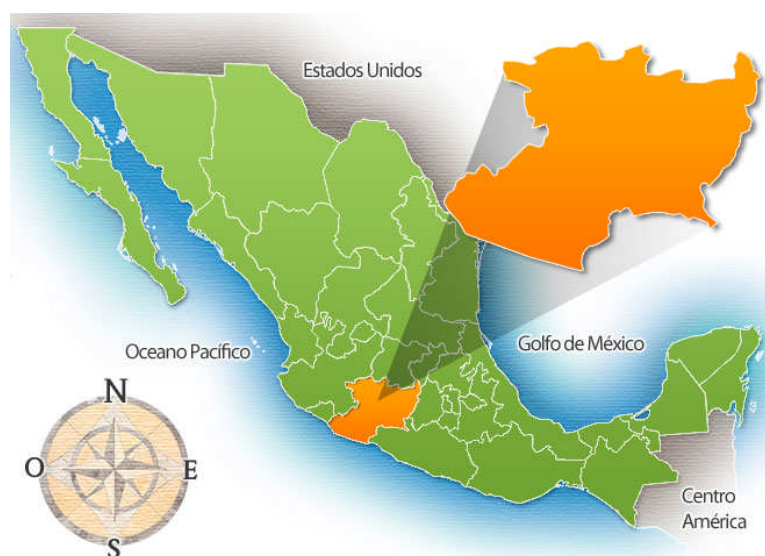 Estados Unidos
Oceano Pacífico
Golfo de México
N
O
E
S
Centro
América